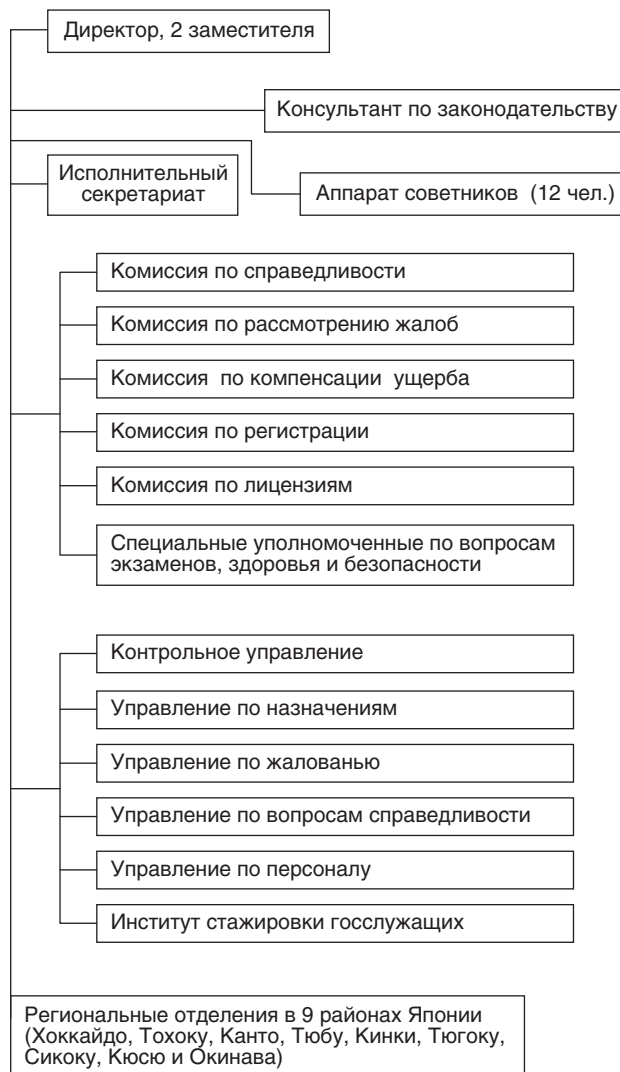 Директор, 2 заместителя
Консультант по законодательству
Исполнительный
секретариат
Аппарат советников (12 чел.)
Комиссия по справедливости
Комиссия по рассмотрению жалоб
Комиссия по компенсации ущерба
Комиссия по регистрации
Комиссия по лицензиям
Специальные уполномоченные по вопросам
экзаменов, здоровья и безопасности
Контрольное управление
Управление по назначениям
Управление по жалованью
Управление по вопросам справедливости
Управление по персоналу
Институт стажировки госслужащих
Региональные отделения в 9 районах Японии
(Хоккайдо, Тохоку, Канто, Тюбу, Кинки, Тюгоку,
Сикоку, Кюсю и Окинава)